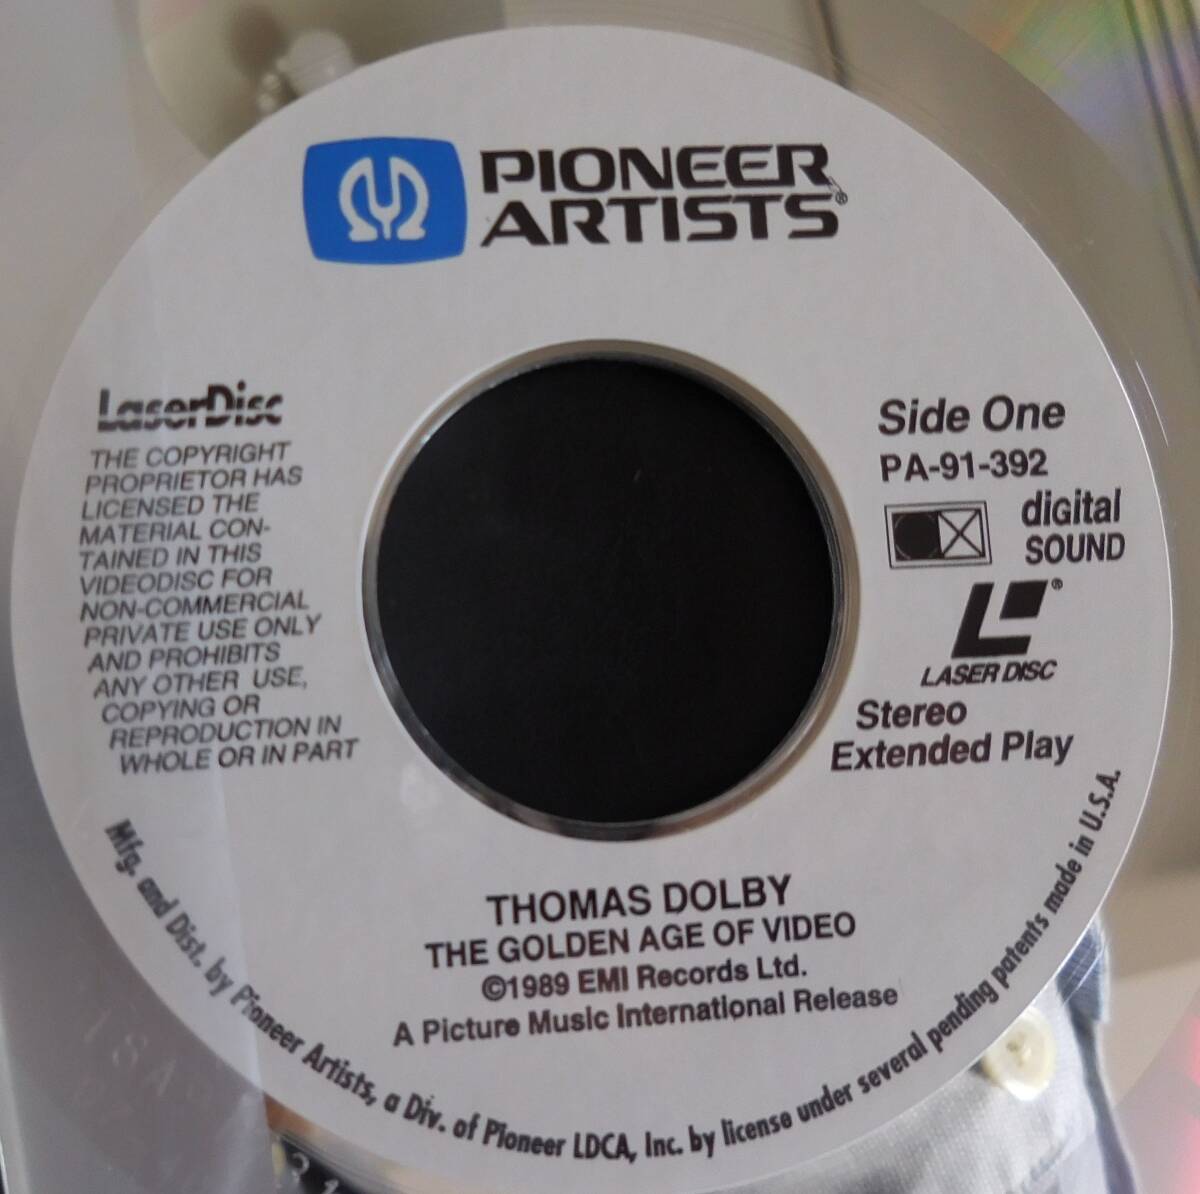 PIONEER
ARTISTS®
LaserDisc
THE COPYRIGHT
PROPRIETOR HAS
LICENSED THE
MATERIAL CON-
TAINED IN THIS
VIDEODISC FOR
NON-COMMERCIAL
PRIVATE USE ONLY
AND PROHIBITS
ANY OTHER USE,
COPYING OR
REPRODUCTION IN
WHOLE OR IN PART
Side One
PA-91-392
digital
SOUND
®
LASER DISC
Stereo
Extended Play
THOMAS DOLBY
THE GOLDEN AGE OF VIDEO
©1989 EMI Records Ltd.
A Picture Music International Release
Mfg. and Dist. by Pioneer Artists, a Div. of Pioneer LDCA, Inc. by license under several pending patents made in U.S.A.